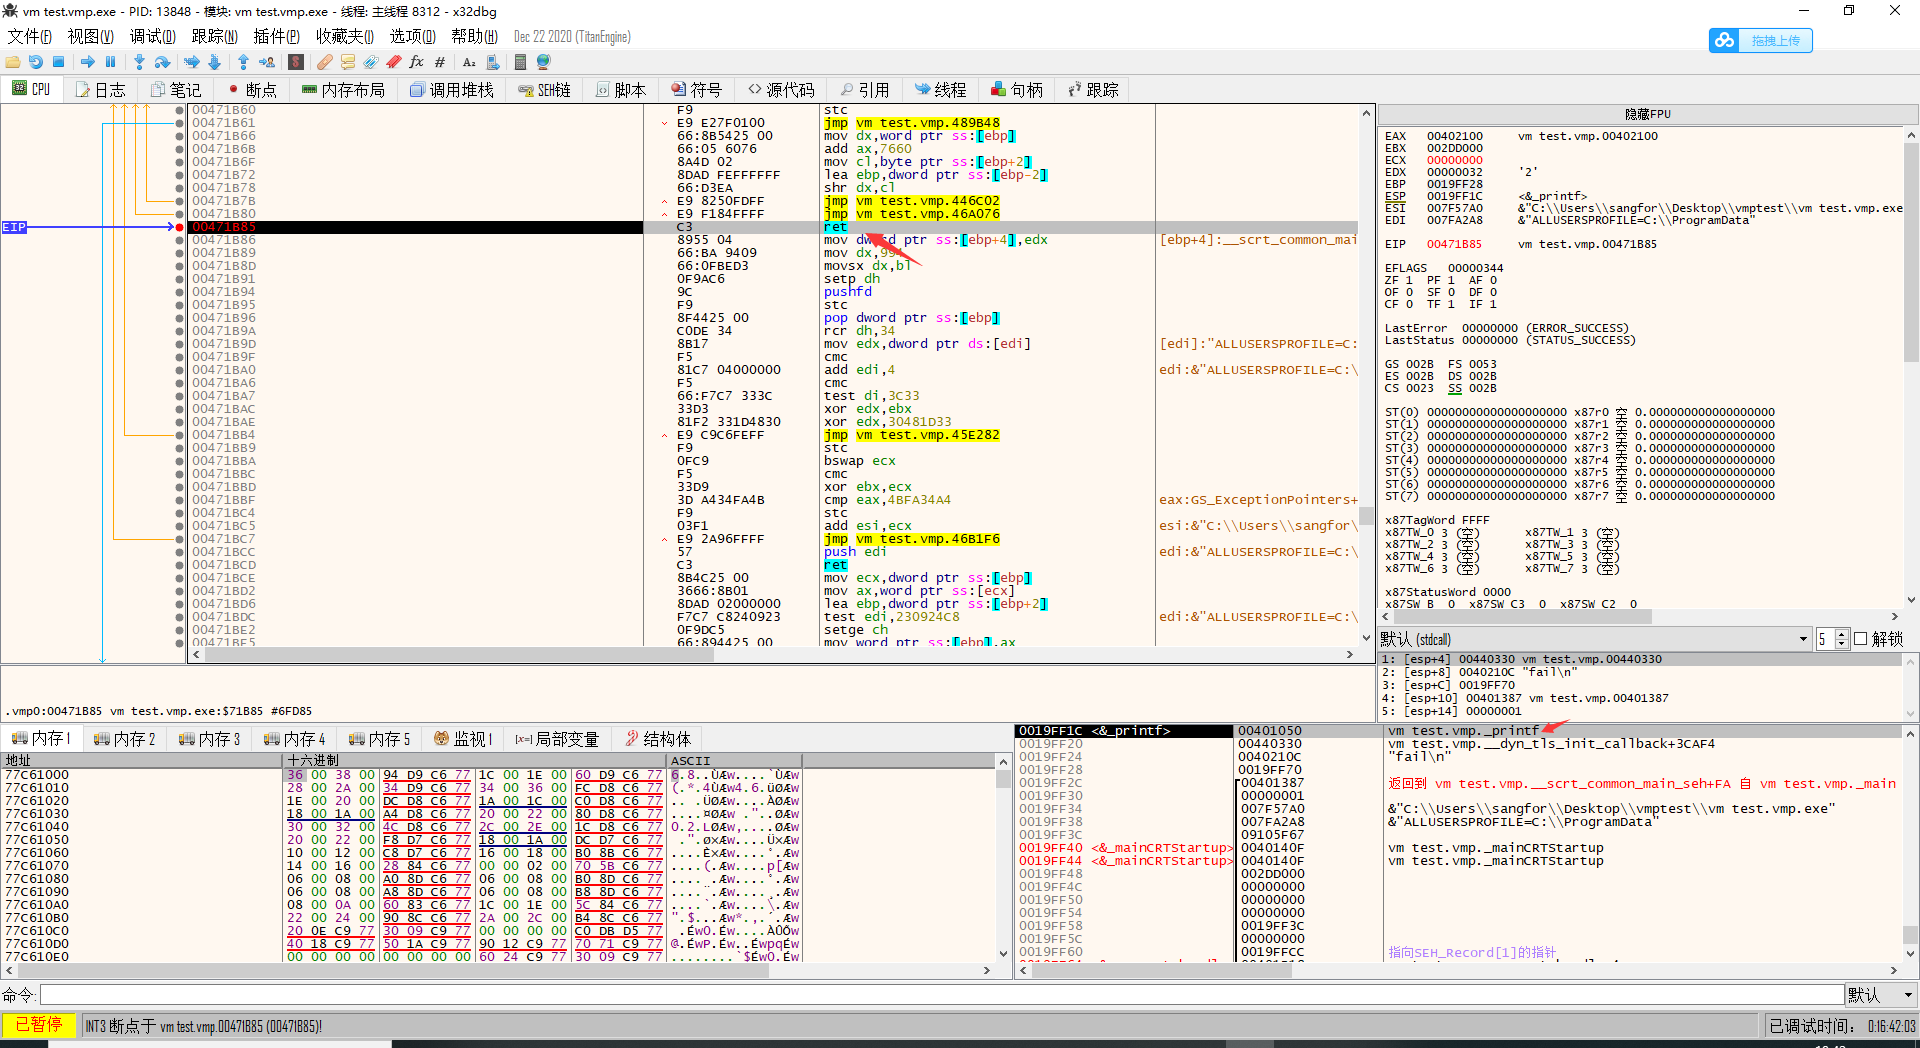 vm test.vmp.exe - PID: 13848 - 模块: vm test.vmp.exe - 线程: 主线程 8312 - x32dbg
文件(F) 视图(V) 调试(D) 跟踪(N) 插件(P) 收藏夹(I) 选项(O) 帮助(H) Dec 22 2020 (TitanEngine)
拖拽上传
CPU 日志 笔记 断点 内存布局 调用堆栈 SEH链 脚本 符号 源代码 引用 线程 句柄 跟踪
00471B60 F9 stc
00471B61 E9 E27F0100 jmp vm test.vmp.489B48
00471B66 66:8B5425 00 mov dx,word ptr ss:[ebp]
00471B6B 66:05 6076 add ax,7660
00471B6F 8A4D 02 mov cl,byte ptr ss:[ebp+2]
00471B72 8DAD FEFFFFFF lea ebp,dword ptr ss:[ebp-2]
00471B78 66:D3EA shr dx,cl
00471B7B E9 8250FDFF jmp vm test.vmp.446C02
00471B80 E9 F184FFFF jmp vm test.vmp.46A076
EIP 00471B85 C3 ret
00471B86 8955 04 mov dword ptr ss:[ebp+4],edx [ebp+4]:__scrt_common_mai
00471B89 66:BA 9409 mov dx,994
00471B8D 66:0FBED3 movsx dx,bl
00471B91 0F9AC6 setp dh
00471B94 9C pushfd
00471B95 F9 stc
00471B96 8F4425 00 pop dword ptr ss:[ebp]
00471B9A C0DE 34 rcr dh,34
00471B9D 8B17 mov edx,dword ptr ds:[edi] [edi]:"ALLUSERSPROFILE=C:
00471B9F F5 cmc
00471BA0 81C7 04000000 add edi,4 edi:&"ALLUSERSPROFILE=C:\
00471BA6 F5 cmc
00471BA7 66:F7C7 333C test di,3C33
00471BAC 33D3 xor edx,ebx
00471BAE 81F2 331D4830 xor edx,30481D33
00471BB4 E9 C9C6FEFF jmp vm test.vmp.45E282
00471BB9 F9 stc
00471BBA 0FC9 bswap ecx
00471BBC F5 cmc
00471BBD 33D9 xor ebx,ecx
00471BBF 3D A434FA4B cmp eax,4BFA34A4 eax:GS_ExceptionPointers+
00471BC4 F9 stc
00471BC5 03F1 add esi,ecx esi:&"C:\\Users\\sangfor\
00471BC7 E9 2A96FFFF jmp vm test.vmp.46B1F6
00471BCC 57 push edi edi:&"ALLUSERSPROFILE=C:\
00471BCD C3 ret
00471BCE 8B4C25 00 mov ecx,dword ptr ss:[ebp]
00471BD2 3666:8B01 mov ax,word ptr ss:[ecx]
00471BD6 8DAD 02000000 lea ebp,dword ptr ss:[ebp+2]
00471BDC F7C7 C8240923 test edi,230924C8 edi:&"ALLUSERSPROFILE=C:\
00471BE2 0F9DC5 setge ch
00471BE5 66:894425 00 mov word ptr ss:[ebp],ax
.vmp0:00471B85 vm test.vmp.exe:$71B85 #6FD85
隐藏FPU
EAX 00402100 vm test.vmp.00402100
EBX 002DD000
ECX 00000000
EDX 00000032 '2'
EBP 0019FF28
ESP 0019FF1C <&_printf>
ESI 007F57A0 &"C:\\Users\\sangfor\\Desktop\\vmptest\\vm test.vmp.exe
EDI 007FA2A8 &"ALLUSERSPROFILE=C:\\ProgramData"
EIP 00471B85 vm test.vmp.00471B85
EFLAGS 00000344
ZF 1 PF 1 AF 0
OF 0 SF 0 DF 0
CF 0 TF 1 IF 1
LastError 00000000 (ERROR_SUCCESS)
LastStatus 00000000 (STATUS_SUCCESS)
GS 002B FS 0053
ES 002B DS 002B
CS 0023 SS 002B
ST(0) 00000000000000000000 x87r0 空 0.000000000000000000
ST(1) 00000000000000000000 x87r1 空 0.000000000000000000
ST(2) 00000000000000000000 x87r2 空 0.000000000000000000
ST(3) 00000000000000000000 x87r3 空 0.000000000000000000
ST(4) 00000000000000000000 x87r4 空 0.000000000000000000
ST(5) 00000000000000000000 x87r5 空 0.000000000000000000
ST(6) 00000000000000000000 x87r6 空 0.000000000000000000
ST(7) 00000000000000000000 x87r7 空 0.000000000000000000
x87TagWord FFFF
x87TW_0 3 (空) x87TW_1 3 (空)
x87TW_2 3 (空) x87TW_3 3 (空)
x87TW_4 3 (空) x87TW_5 3 (空)
x87TW_6 3 (空) x87TW_7 3 (空)
x87StatusWord 0000
x87SW_B 0 x87SW_C3 0 x87SW_C2 0
默认 (stdcall) 5 解锁
1: [esp+4] 00440330 vm test.vmp.00440330
2: [esp+8] 0040210C "fail\n"
3: [esp+C] 0019FF70
4: [esp+10] 00401387 vm test.vmp.00401387
5: [esp+14] 00000001
内存1 内存2 内存3 内存4 内存5 监视1 [x=] 局部变量 结构体
地址 十六进制 ASCII
77C61000 36 00 38 00 94 D9 C6 77 1C 00 1E 00 60 D9 C6 77 6.8..ÙÆw....`ÙÆw
77C61010 28 00 2A 00 34 D9 C6 77 34 00 36 00 FC D8 C6 77 (.*.4ÙÆw4.6.üØÆw
77C61020 1E 00 20 00 DC D8 C6 77 1A 00 1C 00 C0 D8 C6 77 .. .ÜØÆw....ÀØÆw
77C61030 18 00 1A 00 A4 D8 C6 77 20 00 22 00 80 D8 C6 77 ....¤ØÆw ."..ØÆw
77C61040 30 00 32 00 4C D8 C6 77 2C 00 2E 00 1C D8 C6 77 0.2.LØÆw,....ØÆw
77C61050 20 00 22 00 F8 D7 C6 77 18 00 1A 00 DC D7 C6 77 .".ø×Æw....Ü×Æw
77C61060 10 00 12 00 C8 D7 C6 77 16 00 18 00 B0 8B C6 77 ....È×Æw....°.Æw
77C61070 14 00 16 00 28 84 C6 77 00 00 02 00 70 5B C6 77 ....(.Æw....p[Æw
77C61080 06 00 08 00 A0 8D C6 77 06 00 08 00 B0 8D C6 77 .... .Æw....°.Æw
77C61090 06 00 08 00 A8 8D C6 77 06 00 08 00 B8 8D C6 77 ....¨.Æw....¸.Æw
77C610A0 08 00 0A 00 60 83 C6 77 1C 00 1E 00 5C 84 C6 77 ....`.Æw....\.Æw
77C610B0 22 00 24 00 90 8C C6 77 2A 00 2C 00 B4 8C C6 77 ".$...Æw*.,.´.Æw
77C610C0 20 0E C9 77 30 09 C9 77 00 00 00 00 C0 DB D5 77 .Éw0.Éw....ÀÛÕw
77C610D0 40 18 C9 77 50 1A C9 77 90 12 C9 77 70 71 C9 77 @.ÉwP.Éw..ÉwpqÉw
77C610E0 00 00 00 00 00 00 00 00 60 24 C9 77 30 09 C9 77 ........`$Éw0.Éw
0019FF1C <&_printf> 00401050 vm test.vmp._printf
0019FF20 00440330 vm test.vmp.__dyn_tls_init_callback+3CAF4
0019FF24 0040210C "fail\n"
0019FF28 0019FF70
0019FF2C 00401387 返回到 vm test.vmp.__scrt_common_main_seh+FA 自 vm test.vmp._main
0019FF30 00000001
0019FF34 007F57A0 &"C:\\Users\\sangfor\\Desktop\\vmptest\\vm test.vmp.exe"
0019FF38 007FA2A8 &"ALLUSERSPROFILE=C:\\ProgramData"
0019FF3C 09105F67
0019FF40 <&_mainCRTStartup> 0040140F vm test.vmp._mainCRTStartup
0019FF44 <&_mainCRTStartup> 0040140F vm test.vmp._mainCRTStartup
0019FF48 002DD000
0019FF4C 00000000
0019FF50 00000000
0019FF54 00000000
0019FF58 0019FF3C
0019FF5C 00000000
0019FF60 0019FFCC 指向SEH_Record[1]的指针
命令: 默认
已暂停 INT3 断点于 vm test.vmp.00471B85 (00471B85)! 已调试时间: 0:16:42:03